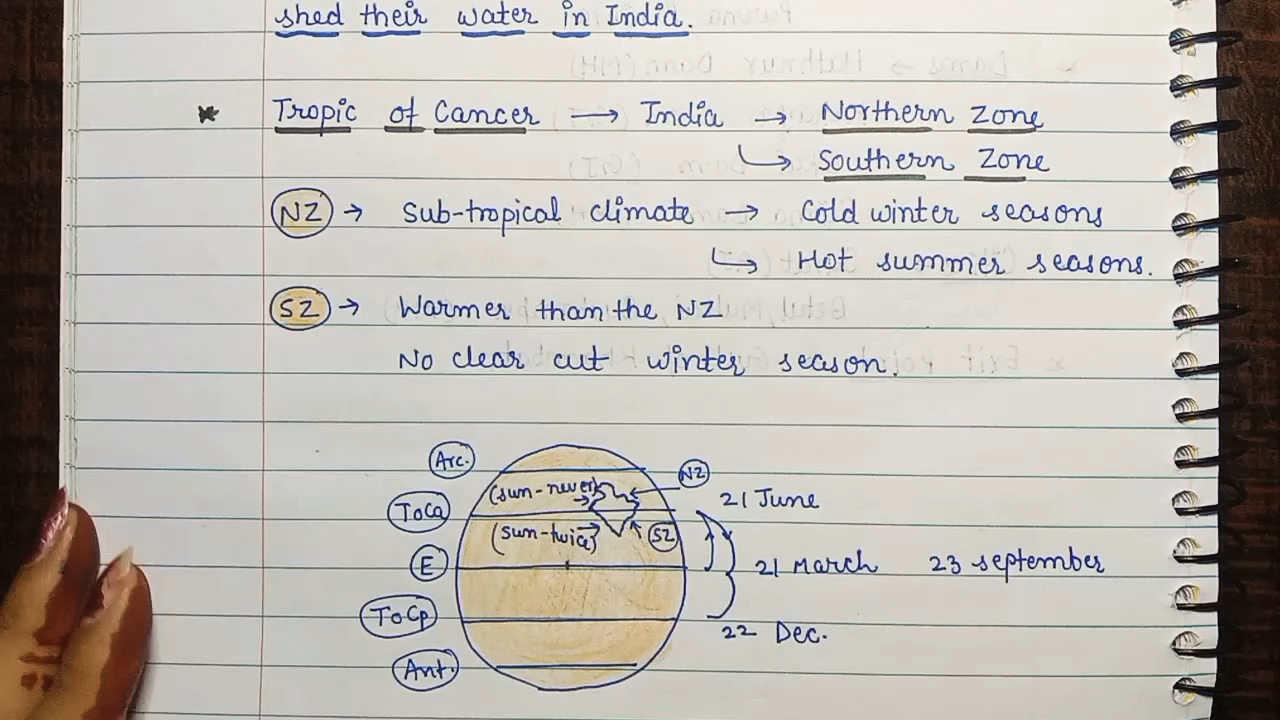 shed their water in India.
* Tropic of Cancer → India → Northern Zone
↳ Southern Zone
NZ → Sub-tropical climate → Cold winter seasons
↳ Hot summer seasons.
SZ → Warmer than the NZ
No clear cut winter season.
Arc.
NZ
(sun-never)
21 June
ToCa
(sun-twice)
SZ
E
21 March 23 september
ToCp
22 Dec.
Ant.